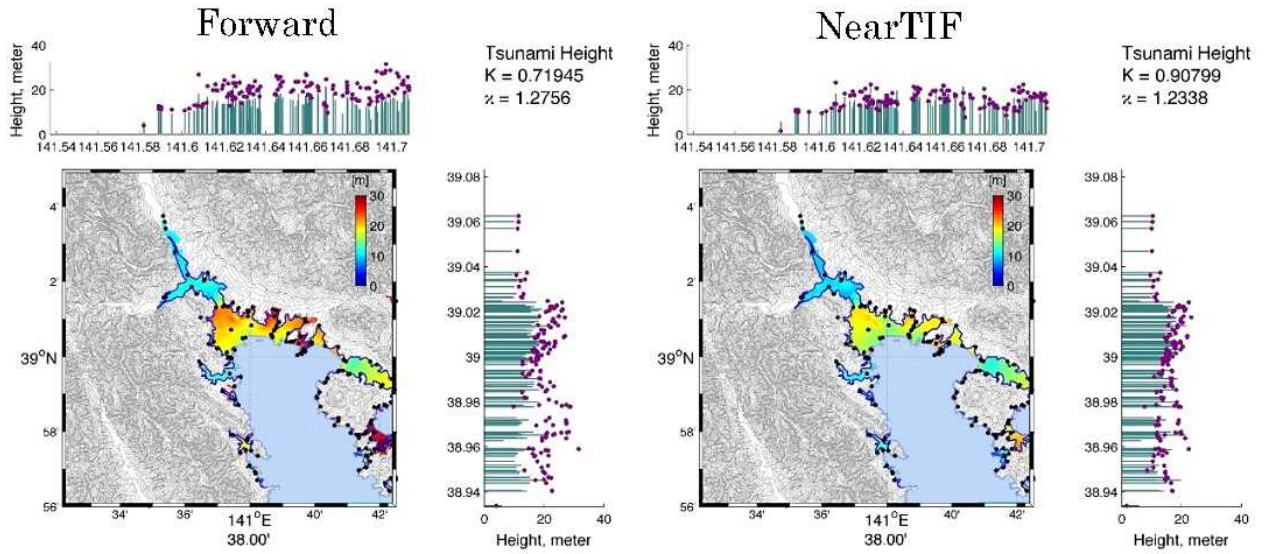 Forward
40
20
0
Height, meter
141.54 141.56 141.58 141.6 141.62 141.64 141.66 141.68 141.7
Tsunami Height
K = 0.71945
ϰ = 1.2756
[m]
30
20
10
0
4'
2'
39°N
58'
56'
34' 36' 141°E 40' 42'
38.00'
39.08
39.06
39.04
39.02
39
38.98
38.96
38.94
0 20 40
Height, meter
NearTIF
40
20
0
Height, meter
141.54 141.56 141.58 141.6 141.62 141.64 141.66 141.68 141.7
Tsunami Height
K = 0.90799
ϰ = 1.2338
[m]
30
20
10
0
4'
2'
39°N
58'
56'
34' 36' 141°E 40' 42'
38.00'
39.08
39.06
39.04
39.02
39
38.98
38.96
38.94
0 20 40
Height, meter